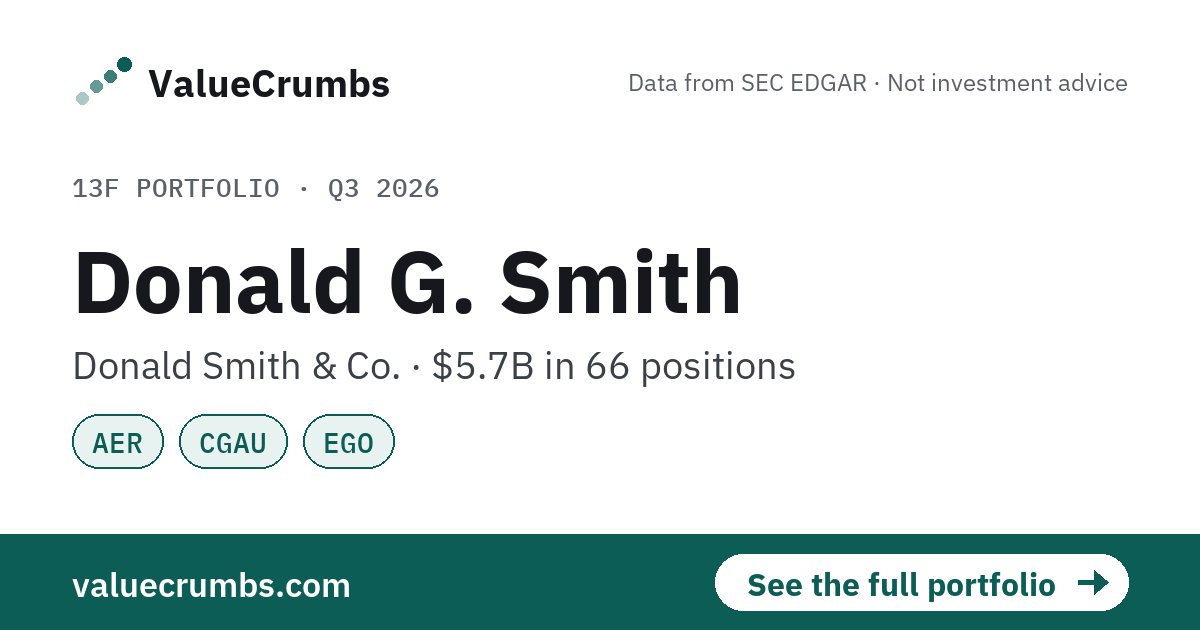 ValueCrumbs
Data from SEC EDGAR · Not investment advice
13F PORTFOLIO · Q3 2026
Donald G. Smith
Donald Smith & Co. · $5.7B in 66 positions
AER CGAU EGO
valuecrumbs.com
See the full portfolio →